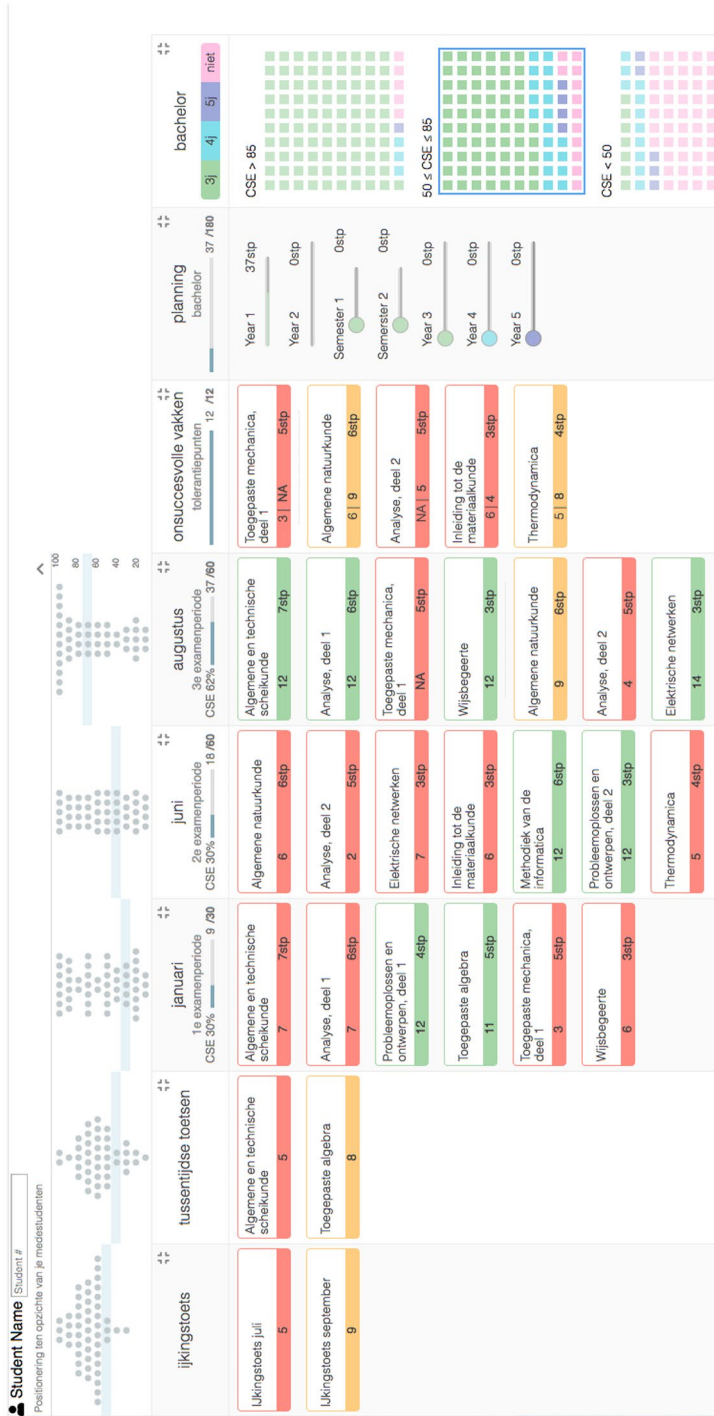 Student Name Student #
Positionering ten opzichte van je medestudenten
100
80
60
40
20
ijkingstoets
IJkingstoets juli
5
IJkingstoets september
9
tussentijdse toetsen
Algemene en technische
scheikunde
5
Toegepaste algebra
8
januari
1e examenperiode
CSE 30% 9 /30
Algemene en technische
scheikunde
7 7stp
Analyse, deel 1
7 6stp
Probleemoplossen en
ontwerpen, deel 1
12 4stp
Toegepaste algebra
11 5stp
Toegepaste mechanica,
deel 1
3 5stp
Wijsbegeerte
6 3stp
juni
2e examenperiode
CSE 30% 18 /60
Algemene natuurkunde
6 6stp
Analyse, deel 2
2 5stp
Elektrische netwerken
7 3stp
Inleiding tot de
materiaalkunde
6 3stp
Methodiek van de
informatica
12 6stp
Probleemoplossen en
ontwerpen, deel 2
12 3stp
Thermodynamica
5 4stp
augustus
3e examenperiode
CSE 62% 37 /60
Algemene en technische
scheikunde
12 7stp
Analyse, deel 1
12 6stp
Toegepaste mechanica,
deel 1
NA 5stp
Wijsbegeerte
12 3stp
Algemene natuurkunde
9 6stp
Analyse, deel 2
4 5stp
Elektrische netwerken
14 3stp
onsuccesvolle vakken
tolerantiepunten
12 /12
Toegepaste mechanica,
deel 1
3 | NA 5stp
Algemene natuurkunde
6 | 9 6stp
Analyse, deel 2
NA | 5 5stp
Inleiding tot de
materiaalkunde
6 | 4 3stp
Thermodynamica
5 | 8 4stp
planning
bachelor
37 /180
Year 1 37stp
Year 2 0stp
Semester 1 0stp
Semerster 2 0stp
Year 3 0stp
Year 4 0stp
Year 5 0stp
bachelor
3j 4j 5j niet
CSE > 85
50 ≤ CSE ≤ 85
CSE < 50